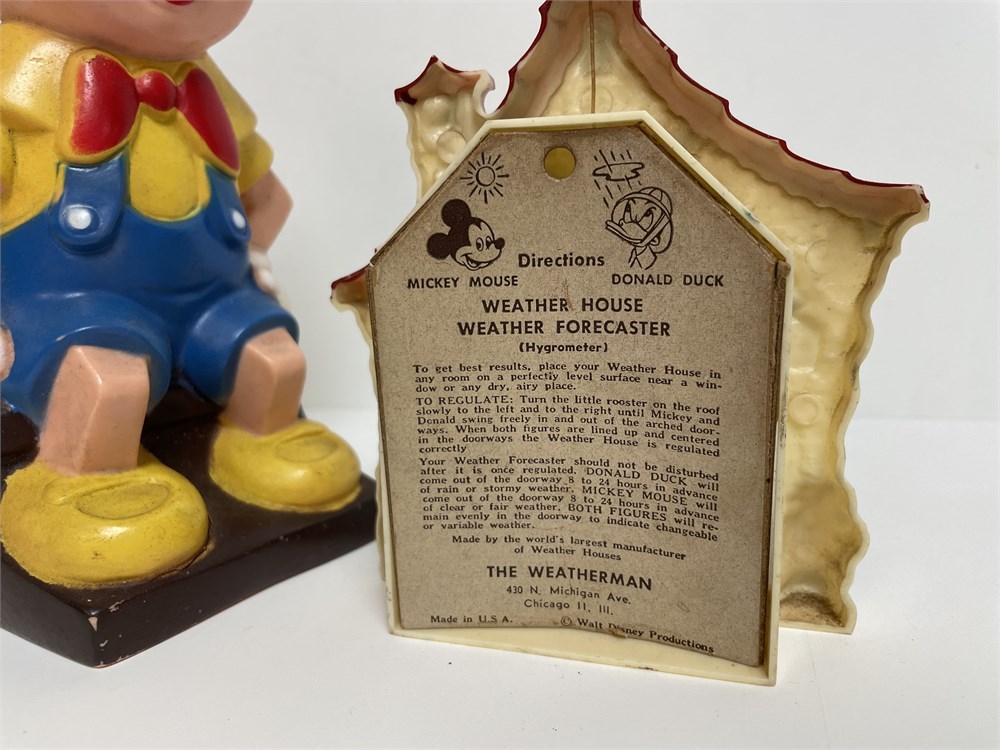 Directions
MICKEY MOUSE DONALD DUCK
WEATHER HOUSE
WEATHER FORECASTER
(Hygrometer)
To get best results, place your Weather House in
any room on a perfectly level surface near a win-
dow or any dry, airy place.
TO REGULATE: Turn the little rooster on the roof
slowly to the left and to the right until Mickey and
Donald swing freely in and out of the arched door-
ways. When both figures are lined up and centered
in the doorways the Weather House is regulated
correctly
Your Weather Forecaster should not be disturbed
after it is once regulated. DONALD DUCK will
come out of the doorway 8 to 24 hours in advance
of rain or stormy weather. MICKEY MOUSE will
come out of the doorway 8 to 24 hours in advance
of clear or fair weather. BOTH FIGURES will re-
main evenly in the doorway to indicate changeable
or variable weather.
Made by the world's largest manufacturer
of Weather Houses
THE WEATHERMAN
430 N. Michigan Ave.
Chicago 11, Ill.
Made in U.S.A. © Walt Disney Productions